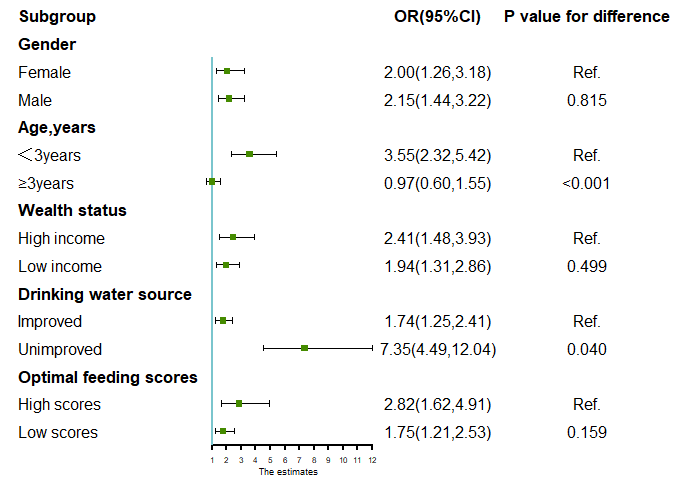 Subgroup OR(95%CI) P value for difference
Gender
Female 2.00(1.26,3.18) Ref.
Male 2.15(1.44,3.22) 0.815
Age,years
＜3years 3.55(2.32,5.42) Ref.
≥3years 0.97(0.60,1.55) <0.001
Wealth status
High income 2.41(1.48,3.93) Ref.
Low income 1.94(1.31,2.86) 0.499
Drinking water source
Improved 1.74(1.25,2.41) Ref.
Unimproved 7.35(4.49,12.04) 0.040
Optimal feeding scores
High scores 2.82(1.62,4.91) Ref.
Low scores 1.75(1.21,2.53) 0.159
1 2 3 4 5 6 7 8 9 10 11 12
The estimates